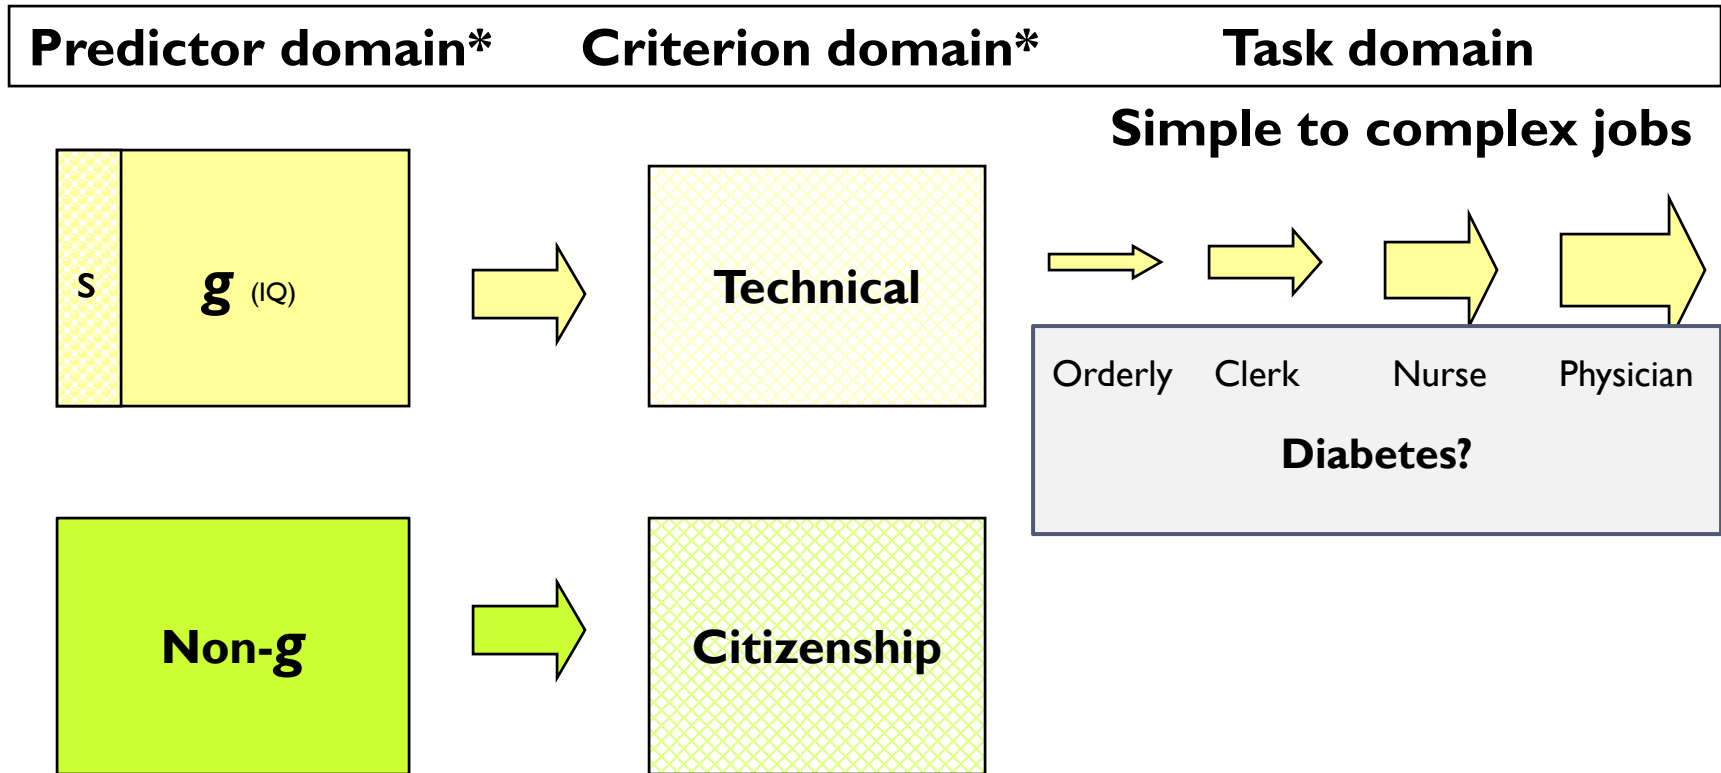 Predictor domain* Criterion domain* Task domain
Simple to complex jobs
s g (IQ) Technical
Orderly Clerk Nurse Physician
Diabetes?
Non-g Citizenship